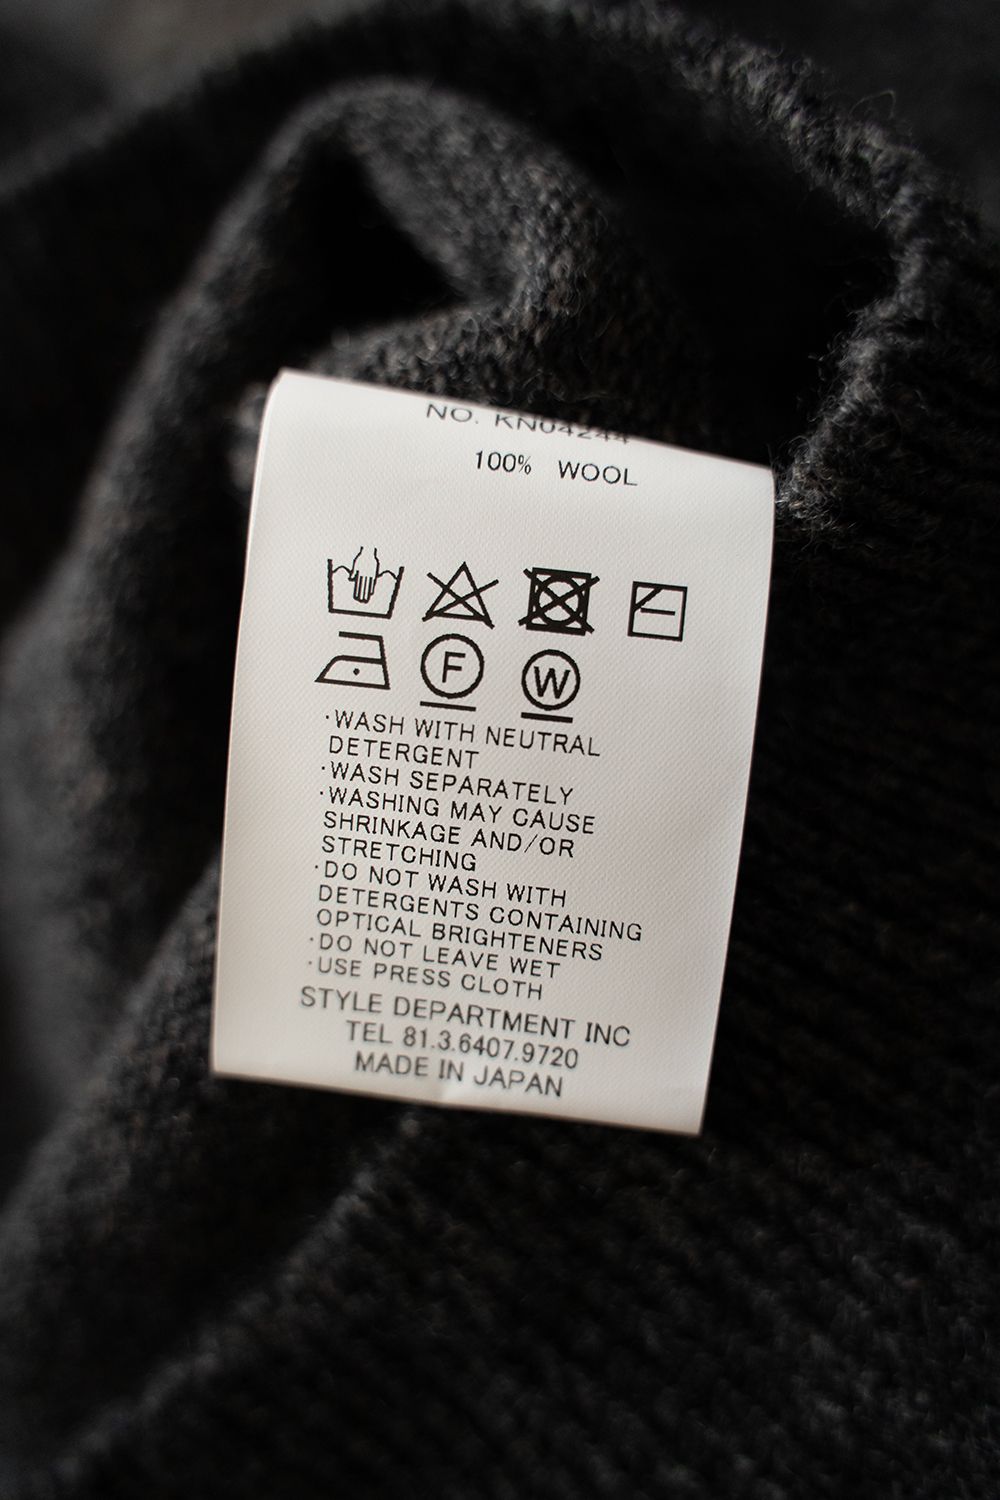 NO. KN04244
100% WOOL
F W
·WASH WITH NEUTRAL
DETERGENT
·WASH SEPARATELY
·WASHING MAY CAUSE
SHRINKAGE AND/OR
STRETCHING
·DO NOT WASH WITH
DETERGENTS CONTAINING
OPTICAL BRIGHTENERS
·DO NOT LEAVE WET
·USE PRESS CLOTH
STYLE DEPARTMENT INC
TEL 81.3.6407.9720
MADE IN JAPAN